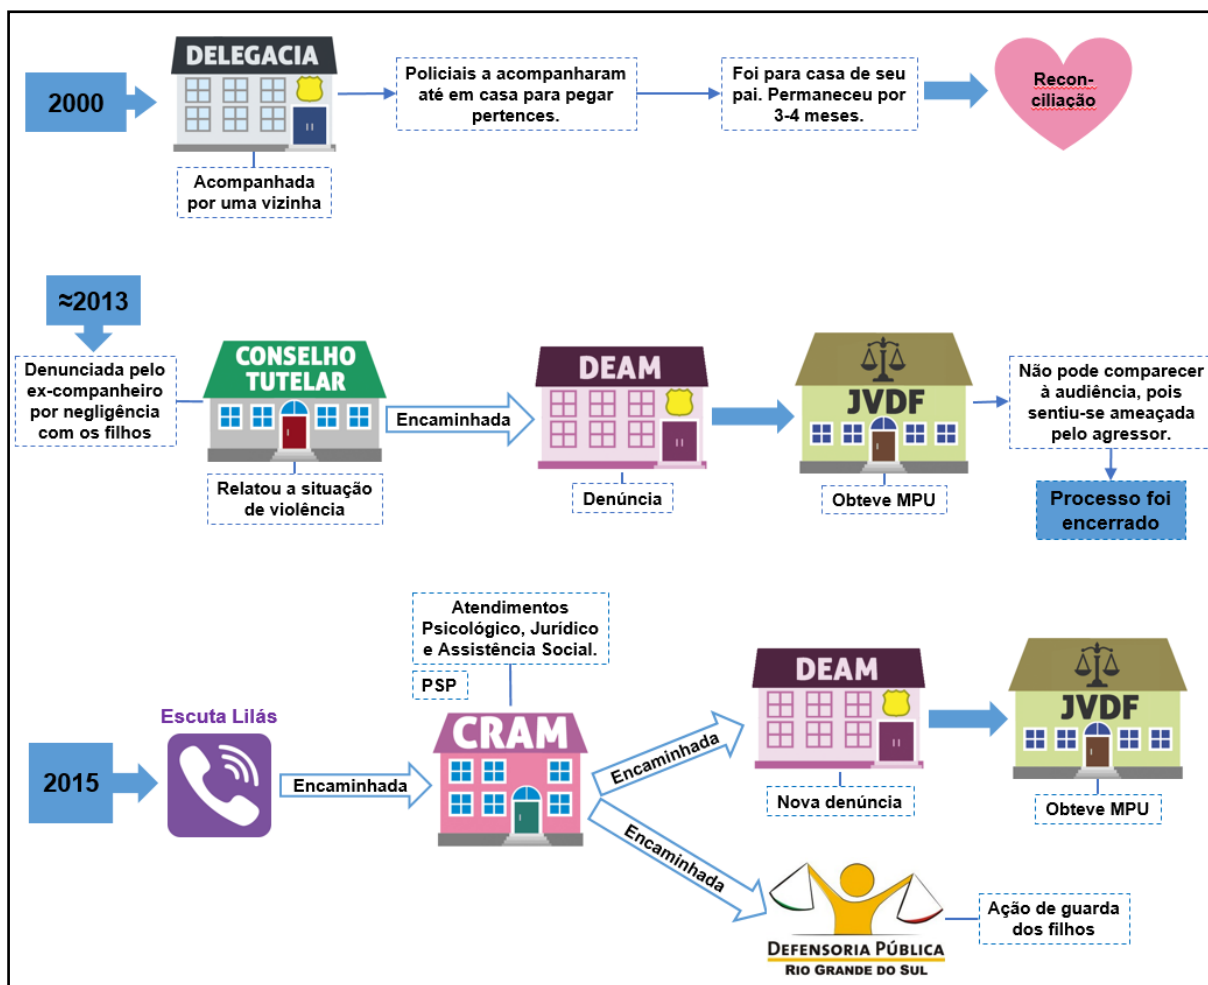 2000
DELEGACIA
Acompanhada
por uma vizinha
Policiais a acompanharam
até em casa para pegar
pertences.
Foi para casa de seu
pai. Permaneceu por
3-4 meses.
Recon-
ciliação
≈2013
Denunciada pelo
ex-companheiro
por negligência
com os filhos
CONSELHO
TUTELAR
Relatou a situação
de violência
Encaminhada
DEAM
Denúncia
JVDF
Obteve MPU
Não pode comparecer
à audiência, pois
sentiu-se ameaçada
pelo agressor.
Processo foi
encerrado
2015
Escuta Lilás
Encaminhada
Atendimentos
Psicológico, Jurídico
e Assistência Social.
PSP
CRAM
Encaminhada
DEAM
Nova denúncia
JVDF
Obteve MPU
Encaminhada
DEFENSORIA PÚBLICA
RIO GRANDE DO SUL
Ação de guarda
dos filhos